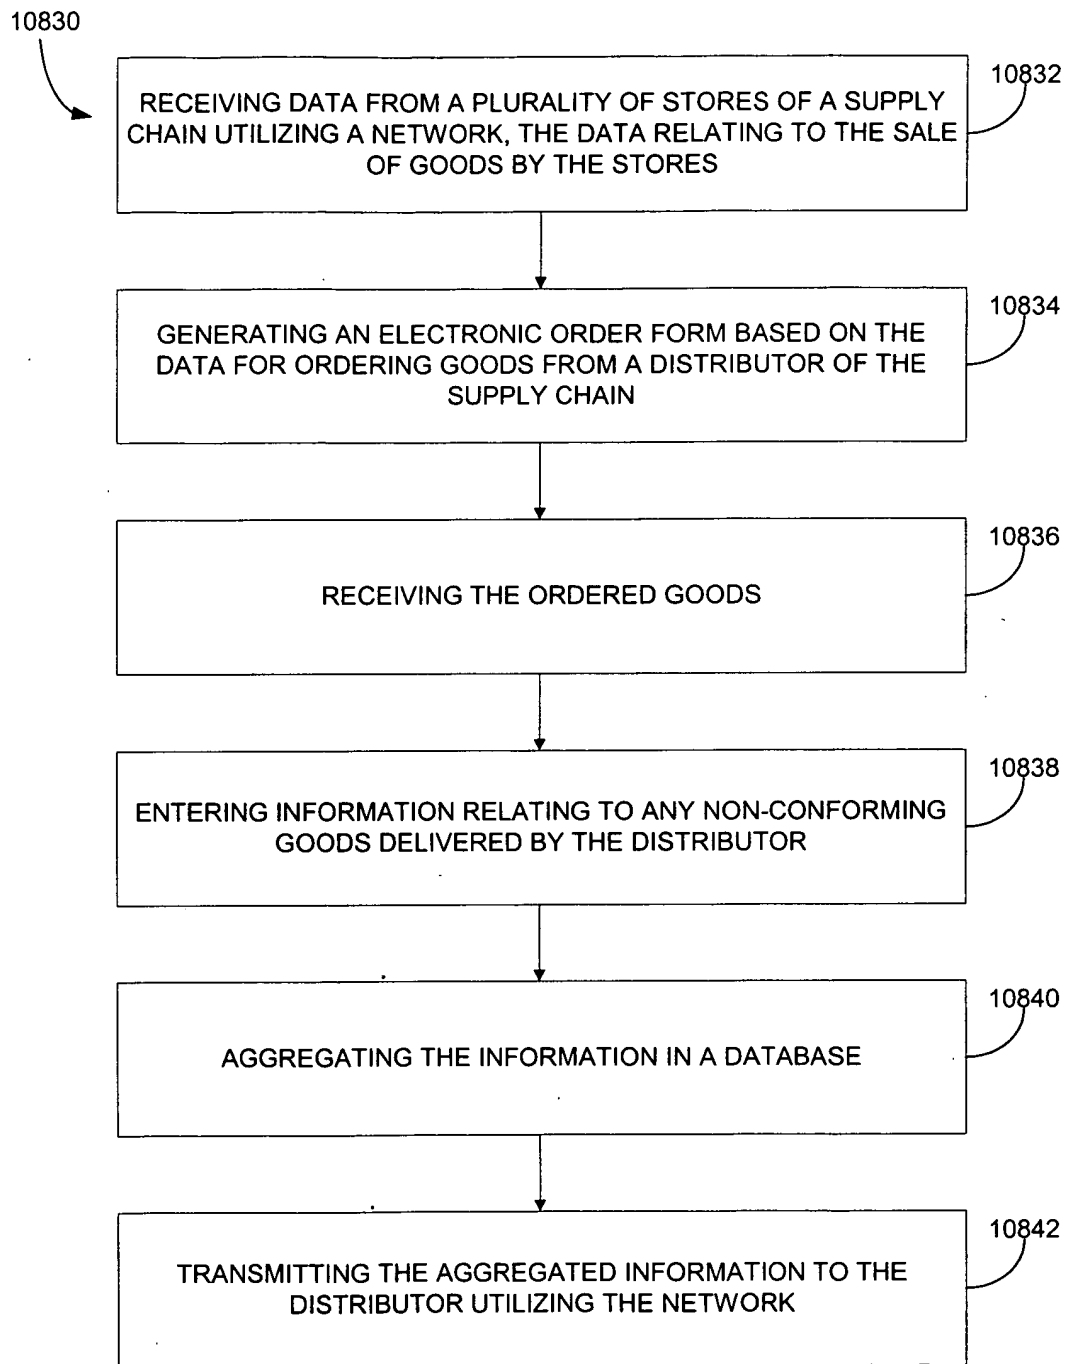 10830
10832
RECEIVING DATA FROM A PLURALITY OF STORES OF A SUPPLY
CHAIN UTILIZING A NETWORK, THE DATA RELATING TO THE SALE
OF GOODS BY THE STORES
10834
GENERATING AN ELECTRONIC ORDER FORM BASED ON THE
DATA FOR ORDERING GOODS FROM A DISTRIBUTOR OF THE
SUPPLY CHAIN
10836
RECEIVING THE ORDERED GOODS
10838
ENTERING INFORMATION RELATING TO ANY NON-CONFORMING
GOODS DELIVERED BY THE DISTRIBUTOR
10840
AGGREGATING THE INFORMATION IN A DATABASE
10842
TRANSMITTING THE AGGREGATED INFORMATION TO THE
DISTRIBUTOR UTILIZING THE NETWORK